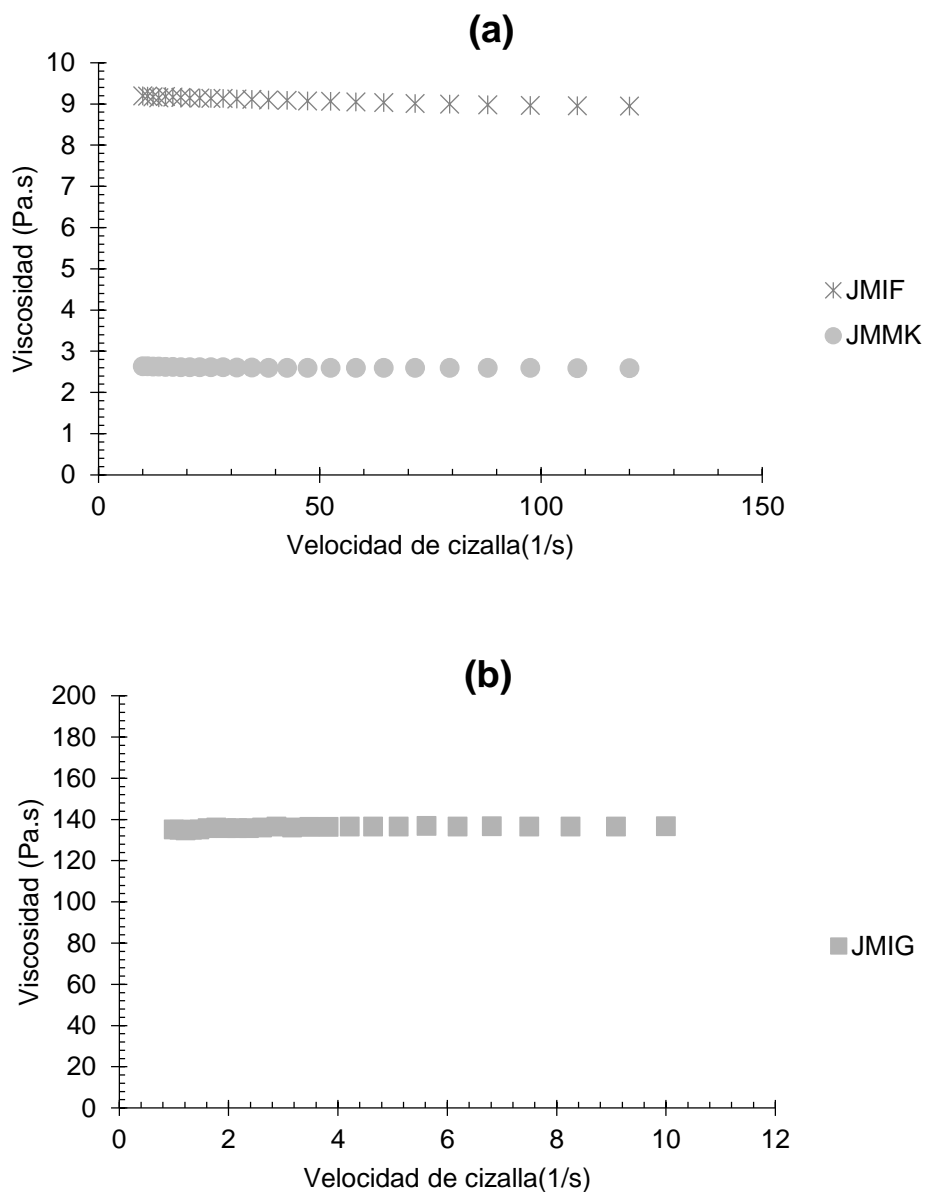 (a)
10
9
8
7
6
5
4
3
2
1
0
Viscosidad (Pa.s)
0 50 100 150
Velocidad de cizalla(1/s)
JMIF
JMMK
(b)
200
180
160
140
120
100
80
60
40
20
0
Viscosidad (Pa.s)
0 2 4 6 8 10 12
Velocidad de cizalla(1/s)
JMIG